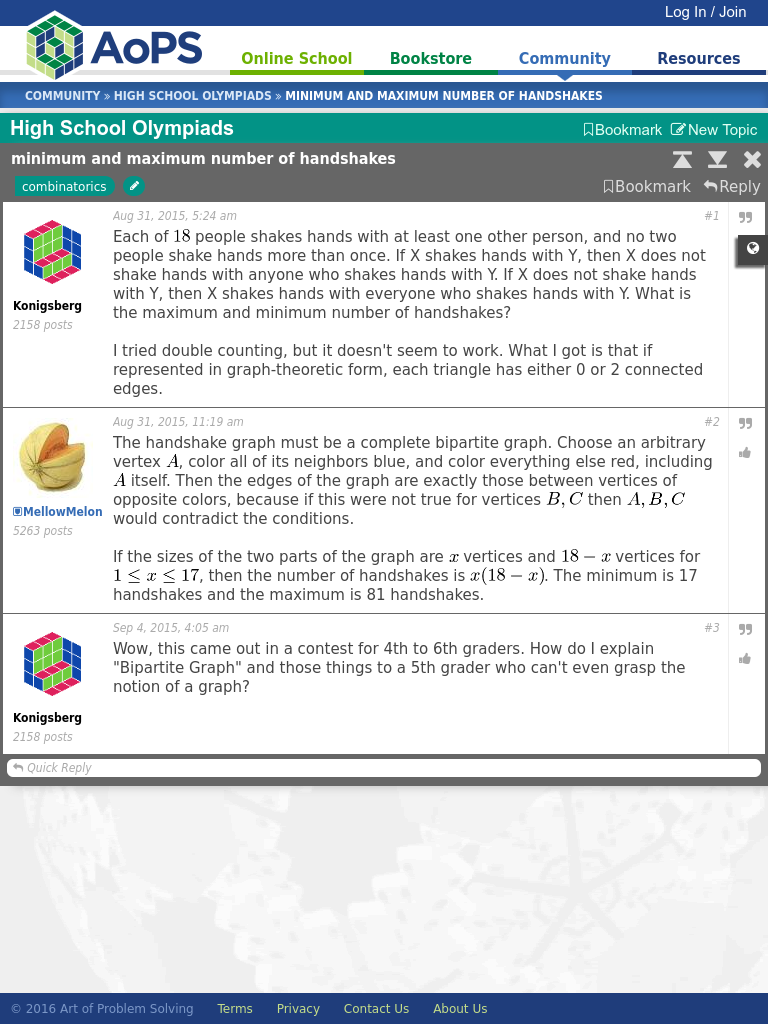 Log In / Join
AoPS
Online School
Bookstore
Community
Resources
COMMUNITY » HIGH SCHOOL OLYMPIADS » MINIMUM AND MAXIMUM NUMBER OF HANDSHAKES
High School Olympiads
Bookmark New Topic
minimum and maximum number of handshakes
combinatorics
Bookmark Reply
Aug 31, 2015, 5:24 am
#1
Each of 18 people shakes hands with at least one other person, and no two
people shake hands more than once. If X shakes hands with Y, then X does not
shake hands with anyone who shakes hands with Y. If X does not shake hands
with Y, then X shakes hands with everyone who shakes hands with Y. What is
the maximum and minimum number of handshakes?
I tried double counting, but it doesn't seem to work. What I got is that if
represented in graph-theoretic form, each triangle has either 0 or 2 connected
edges.
Konigsberg
2158 posts
Aug 31, 2015, 11:19 am
#2
The handshake graph must be a complete bipartite graph. Choose an arbitrary
vertex A, color all of its neighbors blue, and color everything else red, including
A itself. Then the edges of the graph are exactly those between vertices of
opposite colors, because if this were not true for vertices B, C then A, B, C
would contradict the conditions.
If the sizes of the two parts of the graph are x vertices and 18 − x vertices for
1 ≤ x ≤ 17, then the number of handshakes is x(18 − x). The minimum is 17
handshakes and the maximum is 81 handshakes.
MellowMelon
5263 posts
Sep 4, 2015, 4:05 am
#3
Wow, this came out in a contest for 4th to 6th graders. How do I explain
"Bipartite Graph" and those things to a 5th grader who can't even grasp the
notion of a graph?
Konigsberg
2158 posts
Quick Reply
© 2016 Art of Problem Solving
Terms
Privacy
Contact Us
About Us